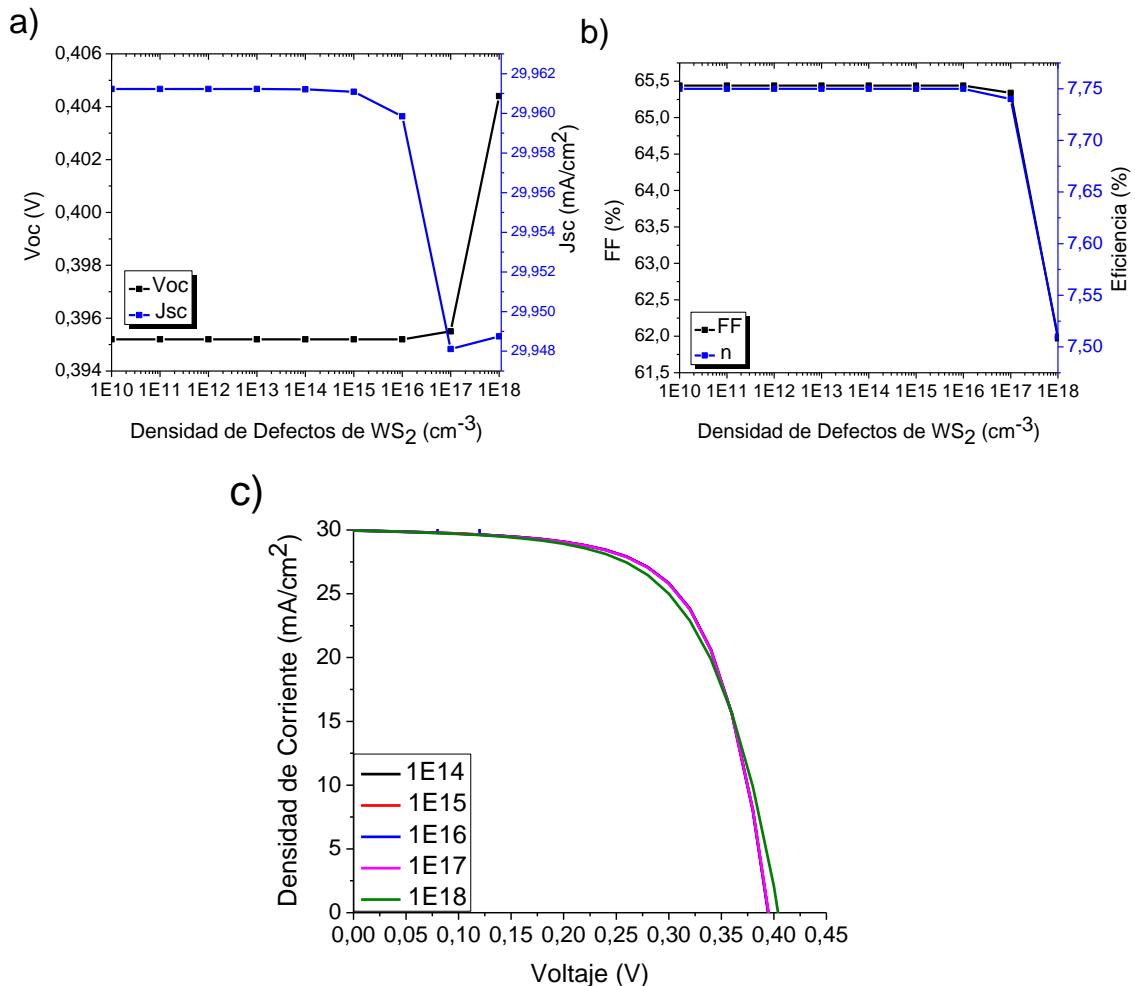 a)
0,406
0,404
0,402
0,400
0,398
0,396
0,394
Voc (V)
Voc
Jsc
29,962
29,960
29,958
29,956
29,954
29,952
29,950
29,948
Jsc (mA/cm²)
1E10 1E11 1E12 1E13 1E14 1E15 1E16 1E17 1E18
Densidad de Defectos de WS₂ (cm⁻³)
b)
65,5
65,0
64,5
64,0
63,5
63,0
62,5
62,0
61,5
FF (%)
FF
n
7,75
7,70
7,65
7,60
7,55
7,50
Eficiencia (%)
1E10 1E11 1E12 1E13 1E14 1E15 1E16 1E17 1E18
Densidad de Defectos de WS₂ (cm⁻³)
c)
30
25
20
15
10
5
0
Densidad de Corriente (mA/cm²)
1E14
1E15
1E16
1E17
1E18
0,00 0,05 0,10 0,15 0,20 0,25 0,30 0,35 0,40 0,45
Voltaje (V)